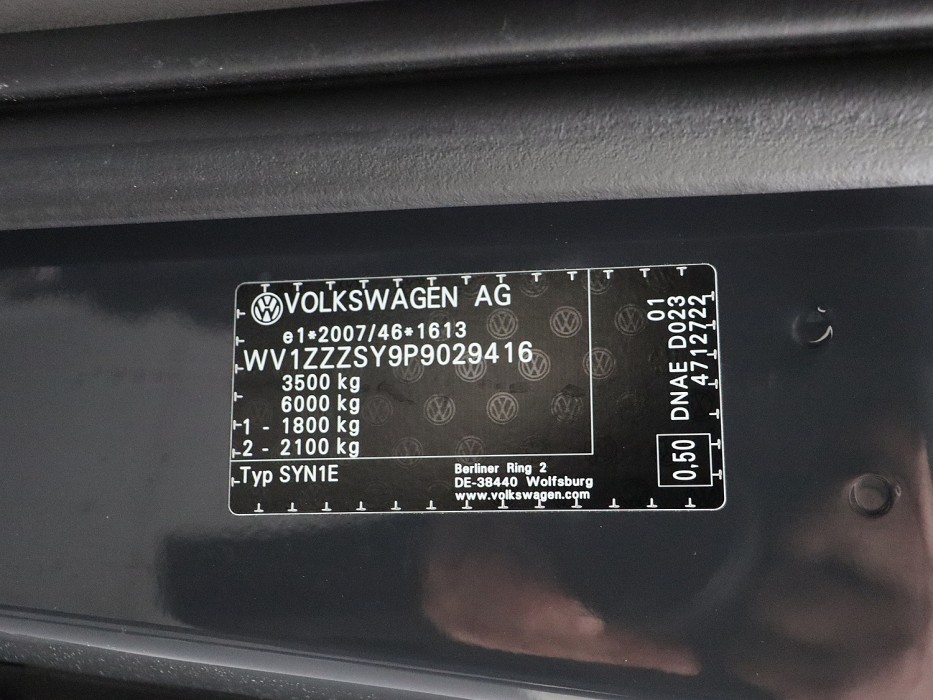 VOLKSWAGEN AG
e1*2007/46*1613
WV1ZZZSY9P9029416
3500 kg
6000 kg
1 - 1800 kg
2 - 2100 kg
Typ SYN1E
Berliner Ring 2
DE-38440 Wolfsburg
www.volkswagen.com
0,50
DNAE D023 01
4712722